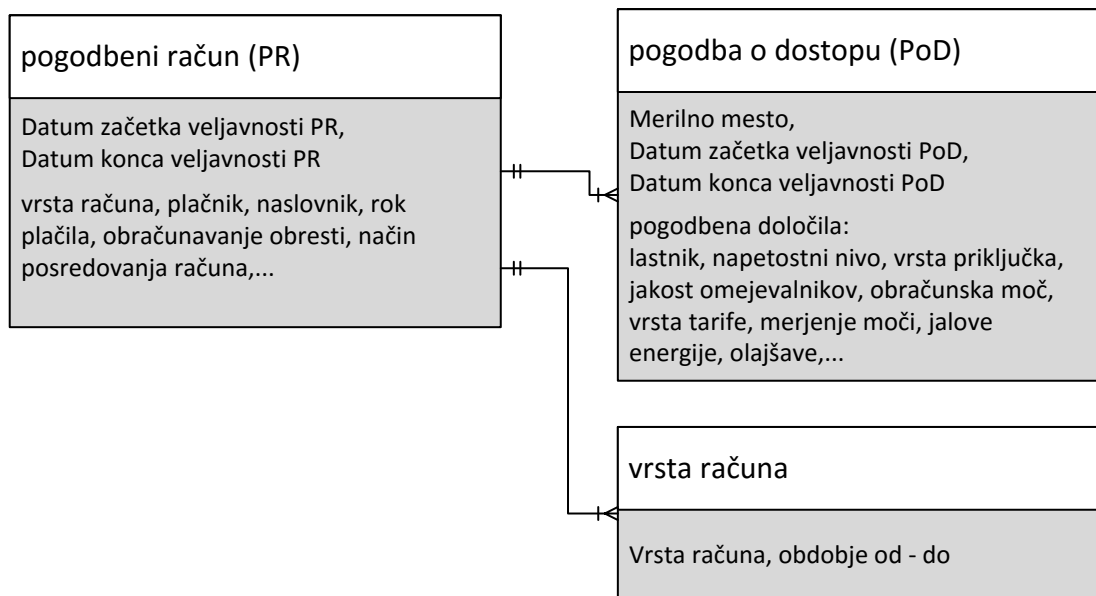 pogodbeni račun (PR)
Datum začetka veljavnosti PR,
Datum konca veljavnosti PR
vrsta računa, plačnik, naslovnik, rok
plačila, obračunavanje obresti, način
posredovanja računa,...
pogodba o dostopu (PoD)
Merilno mesto,
Datum začetka veljavnosti PoD,
Datum konca veljavnosti PoD
pogodbena določila:
lastnik, napetostni nivo, vrsta priključka,
jakost omejevalnikov, obračunska moč,
vrsta tarife, merjenje moči, jalove
energije, olajšave,...
vrsta računa
Vrsta računa, obdobje od - do